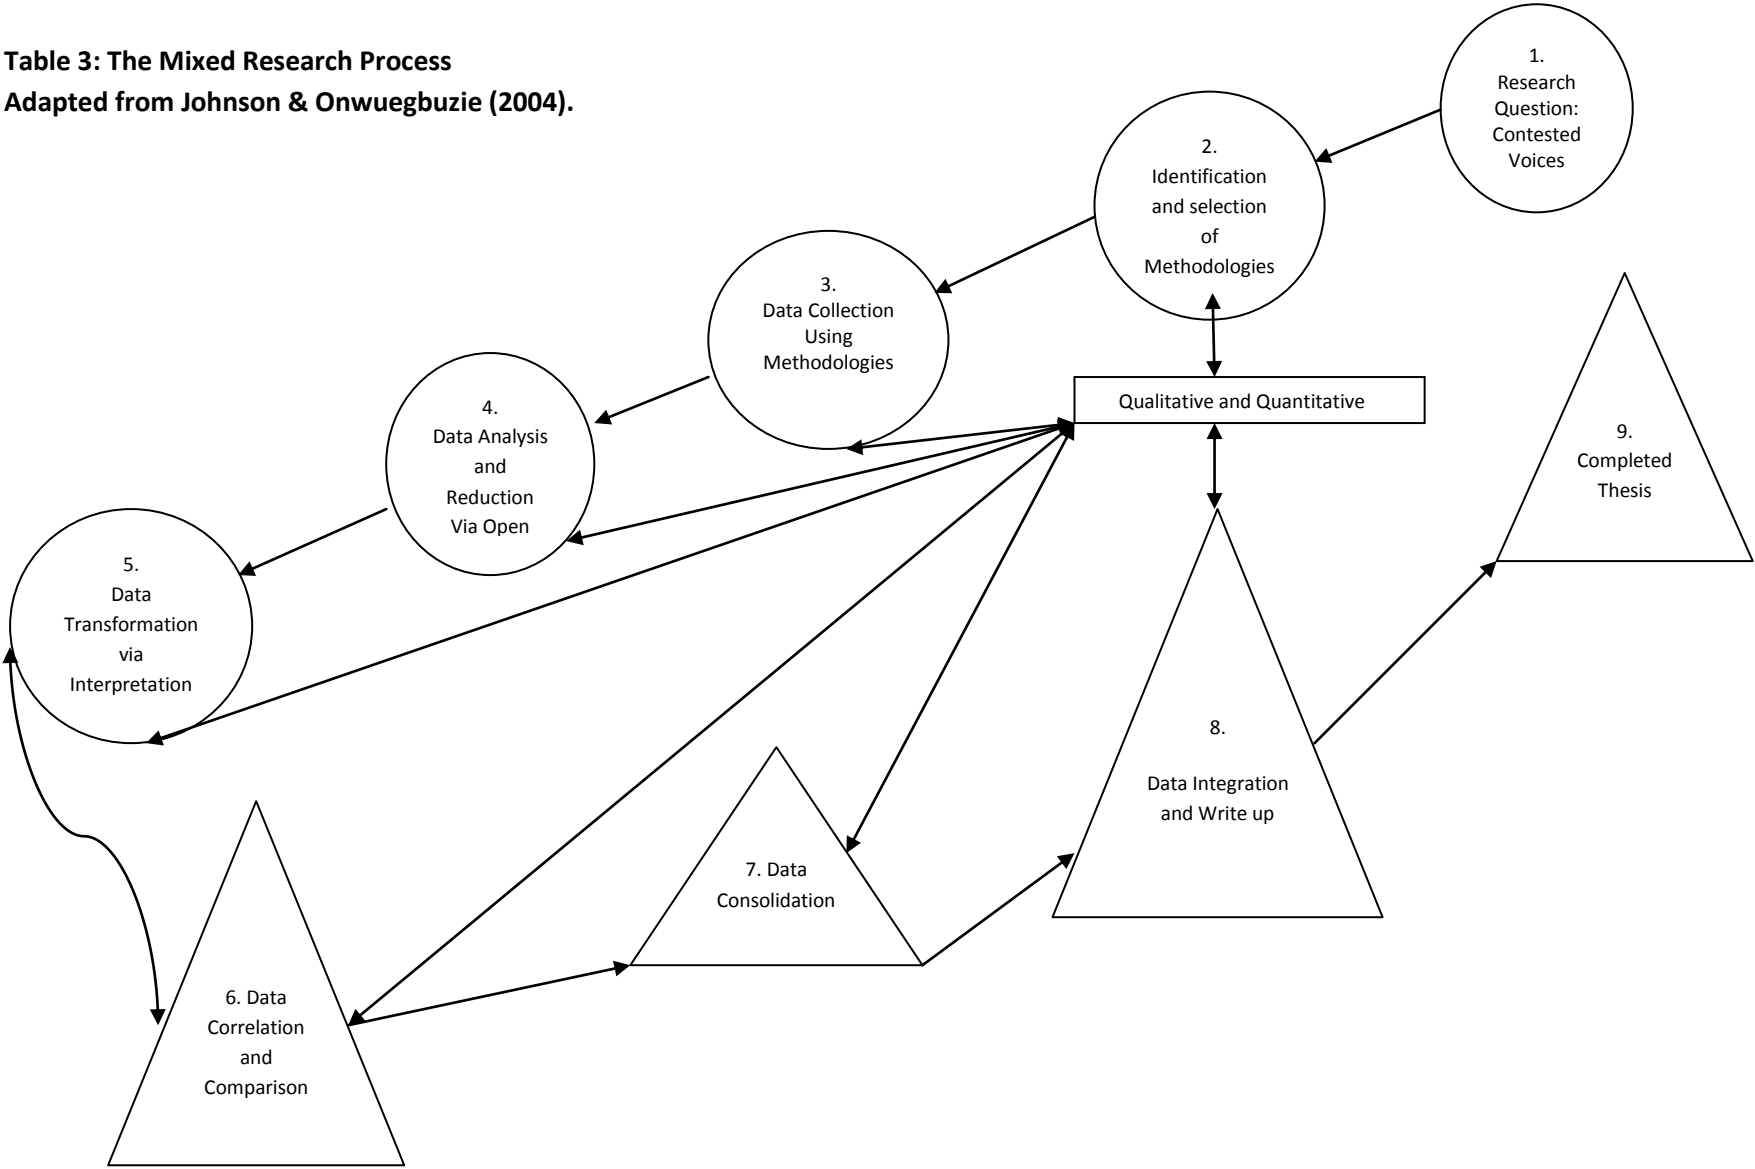 Table 3: The Mixed Research Process
Adapted from Johnson & Onwuegbuzie (2004).
1.
Research
Question:
Contested
Voices
2.
Identification
and selection
of
Methodologies
3.
Data Collection
Using
Methodologies
4.
Data Analysis
and
Reduction
Via Open
5.
Data
Transformation
via
Interpretation
Qualitative and Quantitative
6. Data
Correlation
and
Comparison
7. Data
Consolidation
8.
Data Integration
and Write up
9.
Completed
Thesis